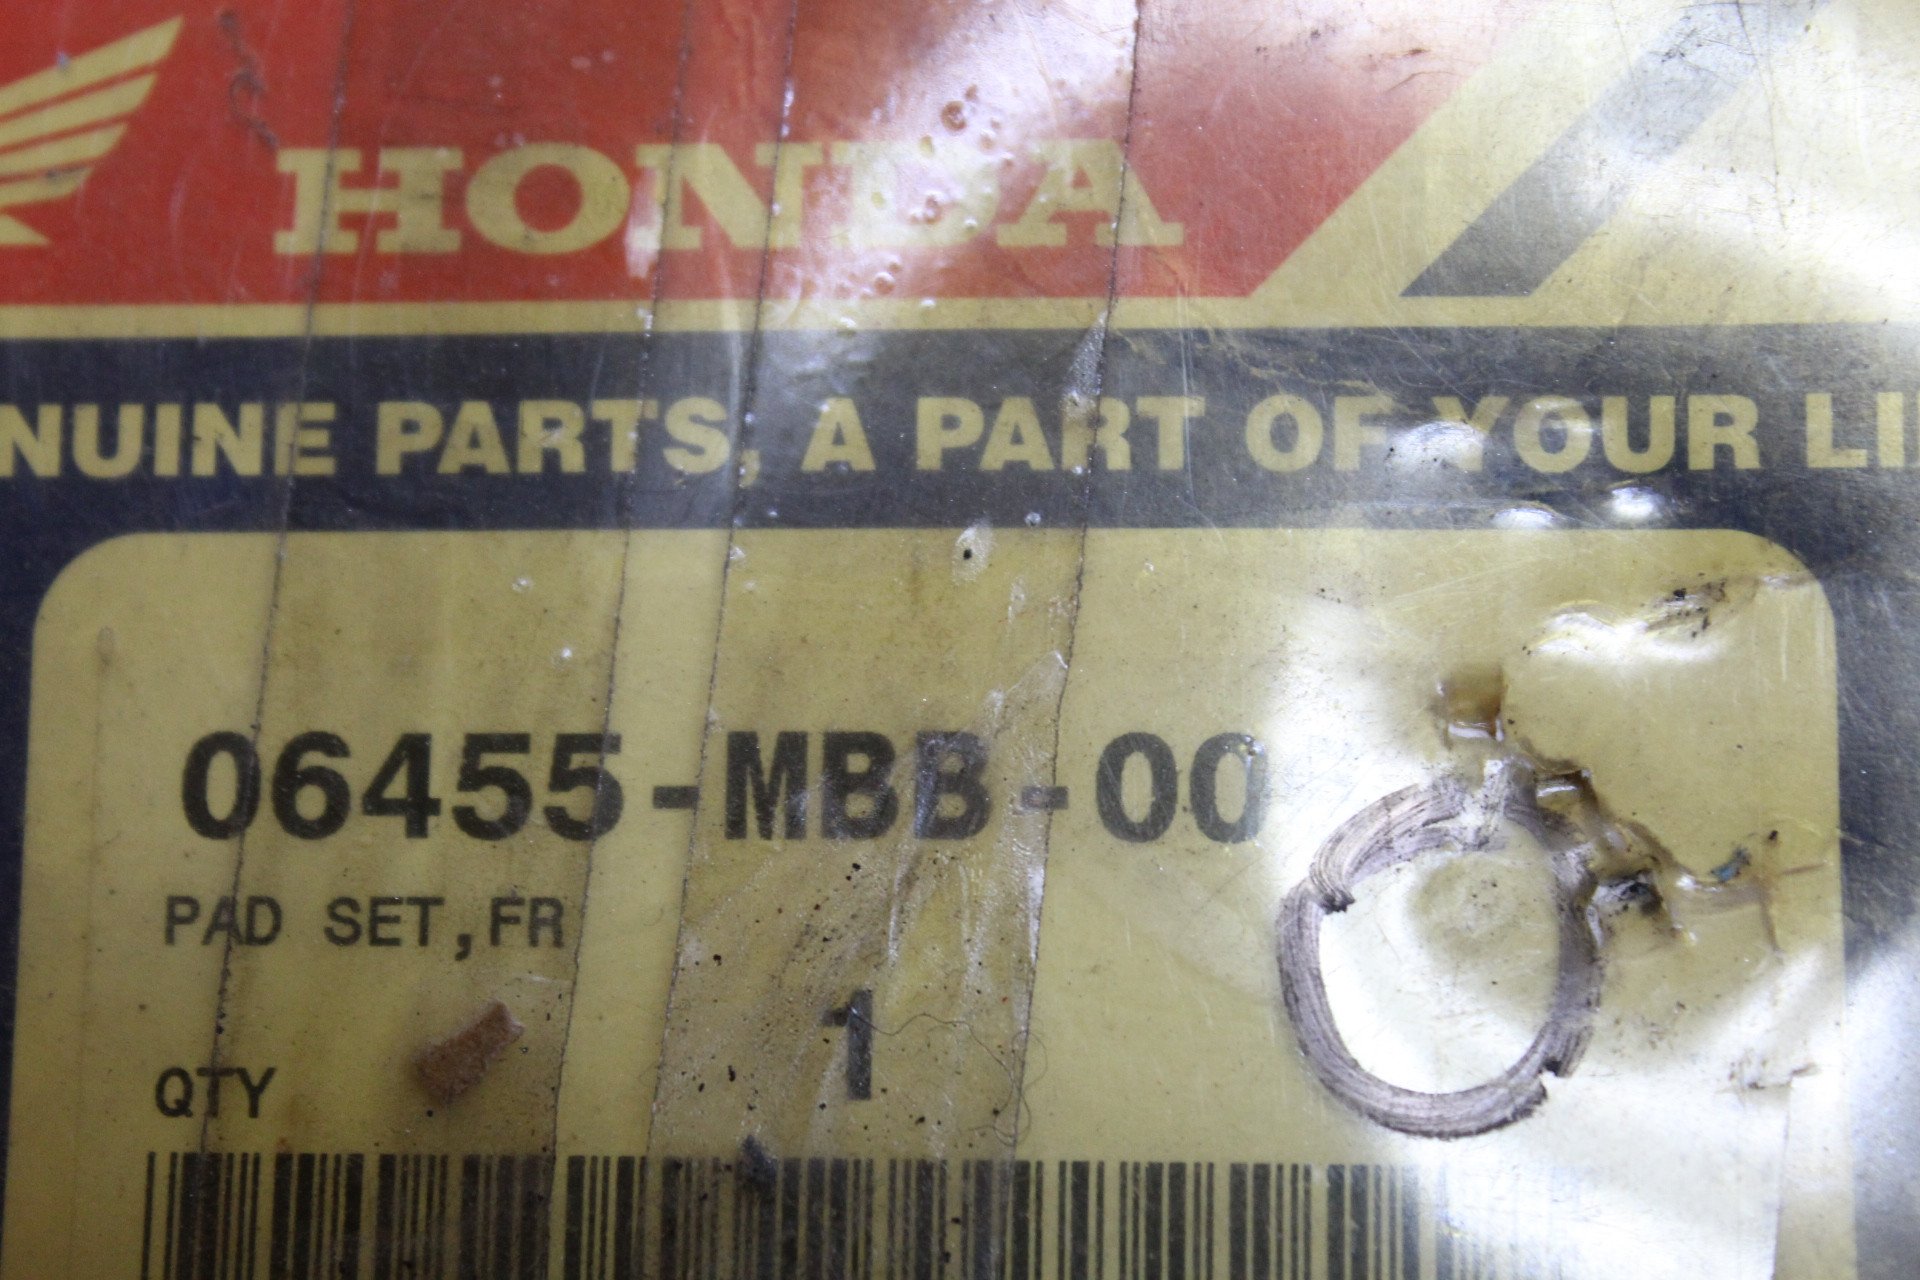 HONDA
NUINE PARTS, A PART OF YOUR LI
06455-MBB-00
PAD SET,FR
1
QTY